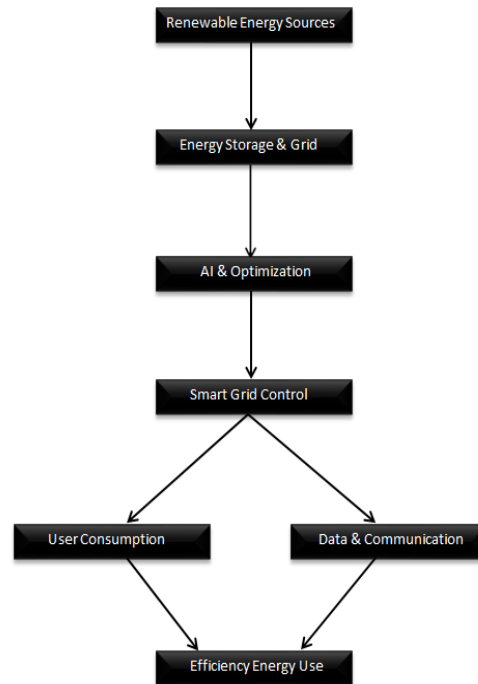 Renewable Energy Sources
Energy Storage & Grid
AI & Optimization
Smart Grid Control
User Consumption
Data & Communication
Efficiency Energy Use